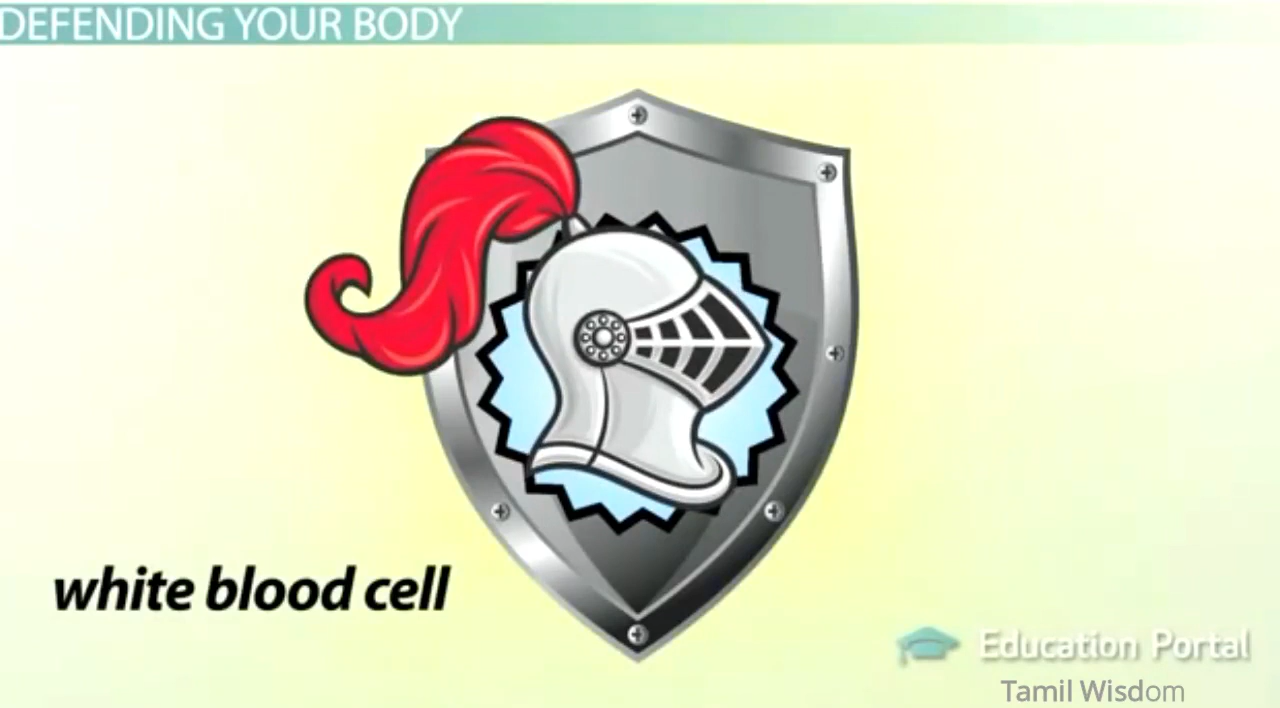 DEFENDING YOUR BODY
white blood cell
Education Portal
Tamil Wisdom